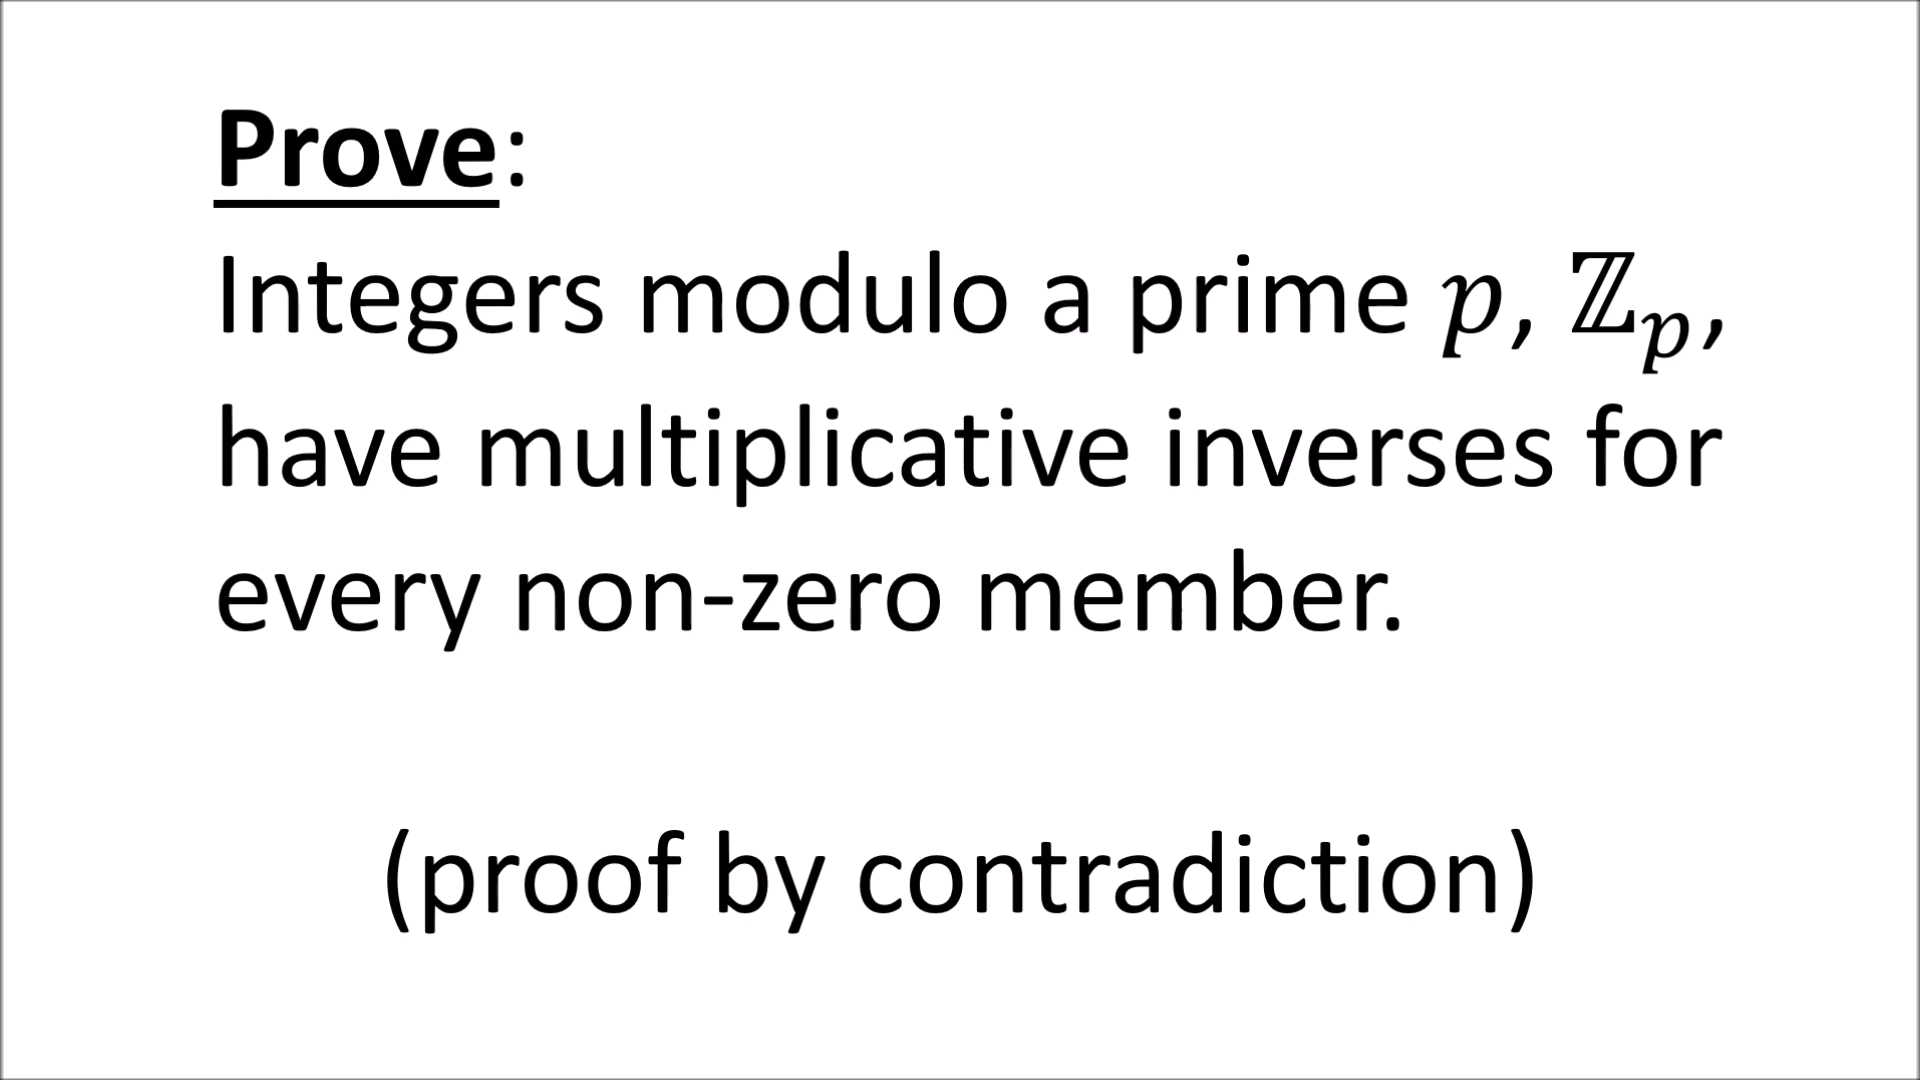 Prove:
Integers modulo a prime 𝑝, ℤ𝑝,
have multiplicative inverses for
every non-zero member.
(proof by contradiction)